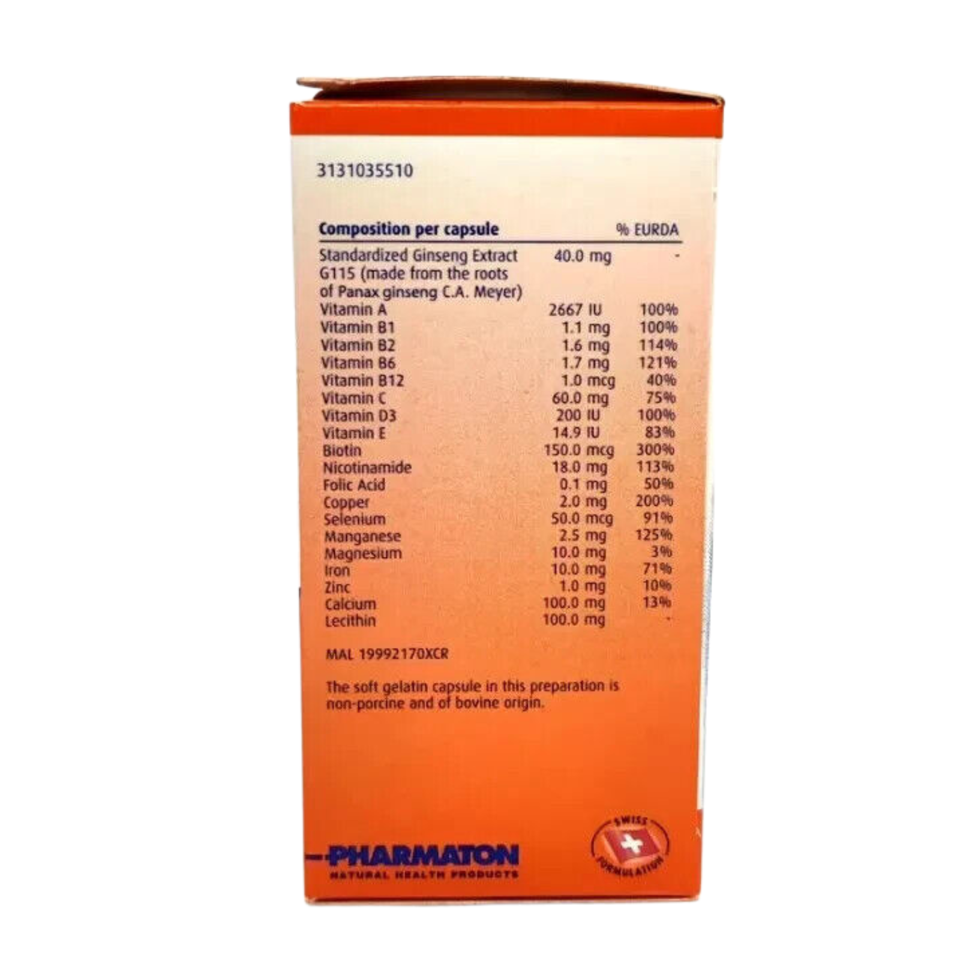 3131035510
Composition per capsule % EURDA
Standardized Ginseng Extract 40.0 mg -
G115 (made from the roots
of Panax ginseng C.A. Meyer)
Vitamin A 2667 IU 100%
Vitamin B1 1.1 mg 100%
Vitamin B2 1.6 mg 114%
Vitamin B6 1.7 mg 121%
Vitamin B12 1.0 mcg 40%
Vitamin C 60.0 mg 75%
Vitamin D3 200 IU 100%
Vitamin E 14.9 IU 83%
Biotin 150.0 mcg 300%
Nicotinamide 18.0 mg 113%
Folic Acid 0.1 mg 50%
Copper 2.0 mg 200%
Selenium 50.0 mcg 91%
Manganese 2.5 mg 125%
Magnesium 10.0 mg 3%
Iron 10.0 mg 71%
Zinc 1.0 mg 10%
Calcium 100.0 mg 13%
Lecithin 100.0 mg -
MAL 19992170XCR
The soft gelatin capsule in this preparation is
non-porcine and of bovine origin.
PHARMATON
NATURAL HEALTH PRODUCTS
SWISS
FORMULATION